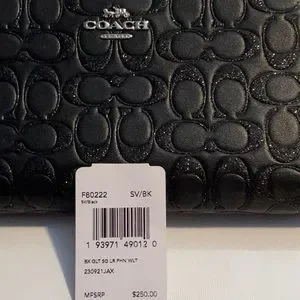 COACH
F80222 SV/BK
SV/Black
1 93971 49012 0
BX GLT SG LR PHN WLT
230921JAX
MFSRP $250.00